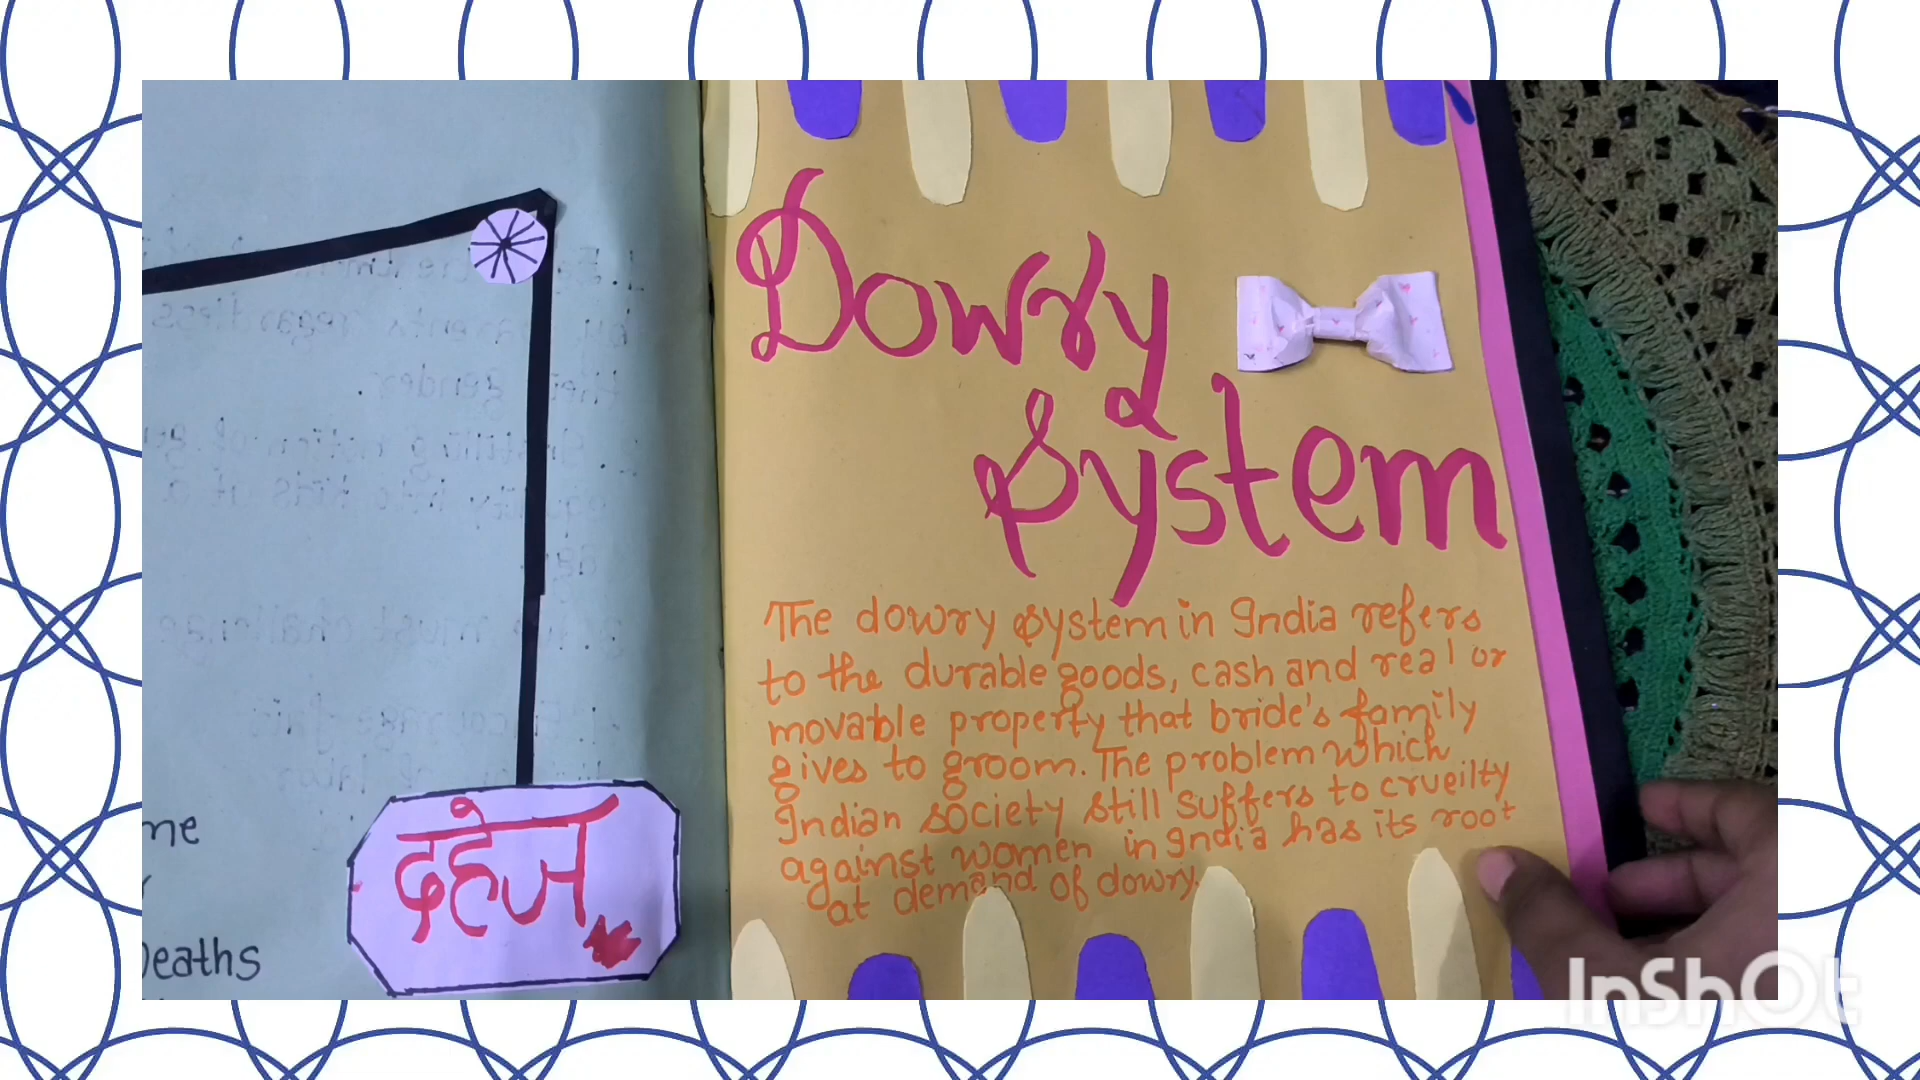 me
Deaths
दहेज
Dowry
System
The dowry system in India refers
to the durable goods, cash and real or
movable property that bride's family
gives to groom. The problem which
Indian society still suffers to crueilty
against women in India has its root
at demand of dowry.
InShOt